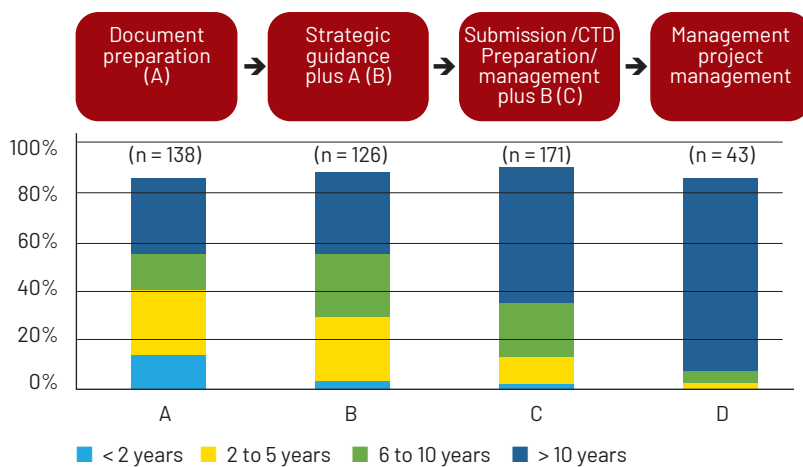 Document
preparation
(A)
Strategic
guidance
plus A (B)
Submission /CTD
Preparation/
management
plus B (C)
Management
project
management
100%
(n = 138)
(n = 126)
(n = 171)
(n = 43)
80%
60%
40%
20%
0%
A
B
C
D
< 2 years
2 to 5 years
6 to 10 years
> 10 years